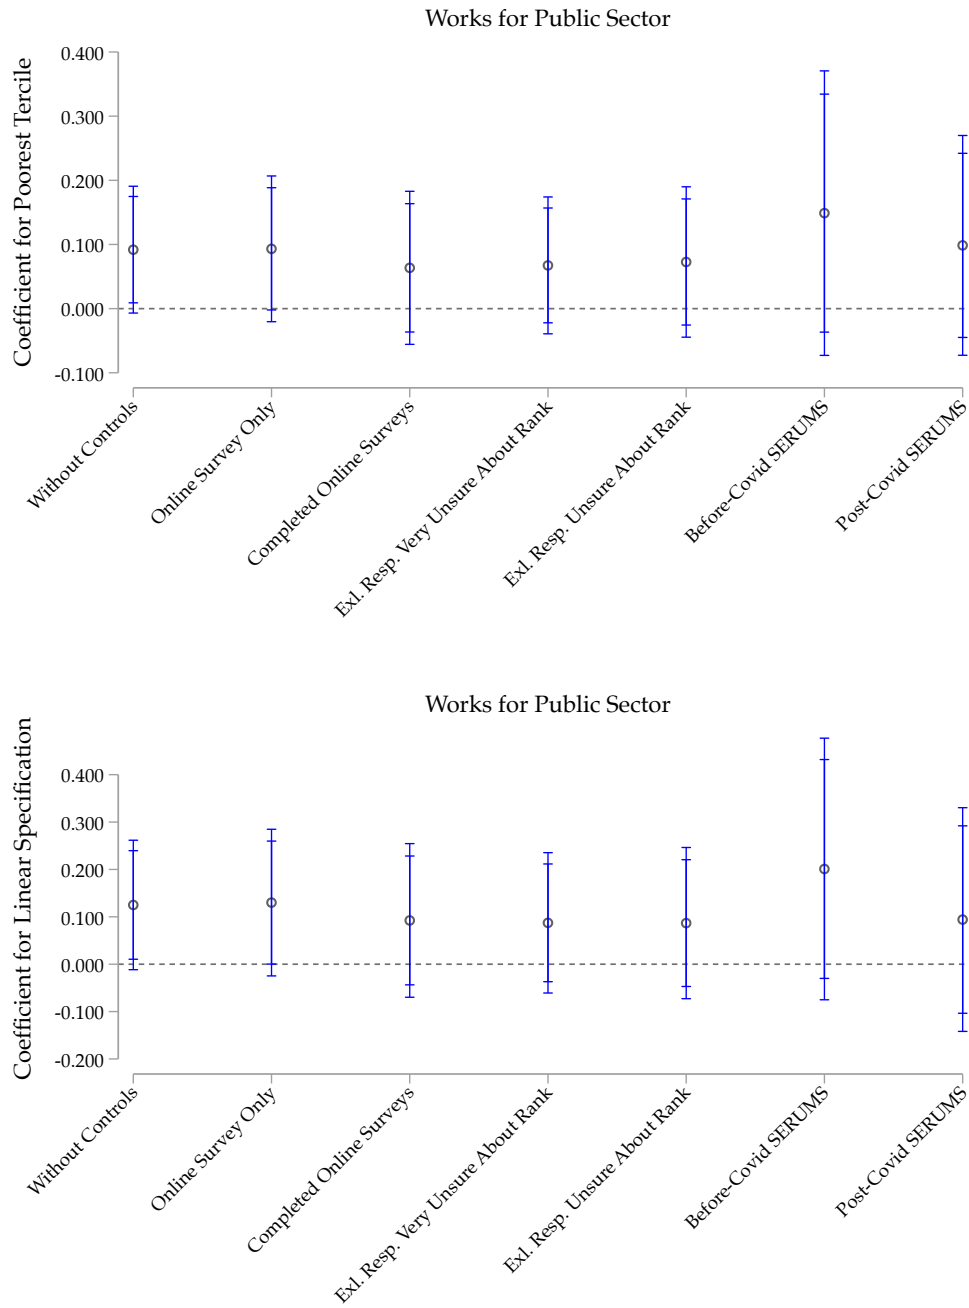 Works for Public Sector
Coefficient for Poorest Tercile
0.400
0.300
0.200
0.100
0.000
-0.100
Without Controls
Online Survey Only
Completed Online Surveys
Exl. Resp. Very Unsure About Rank
Exl. Resp. Unsure About Rank
Before-Covid SERUMS
Post-Covid SERUMS
Works for Public Sector
Coefficient for Linear Specification
0.400
0.300
0.200
0.100
0.000
-0.100
-0.200
Without Controls
Online Survey Only
Completed Online Surveys
Exl. Resp. Very Unsure About Rank
Exl. Resp. Unsure About Rank
Before-Covid SERUMS
Post-Covid SERUMS